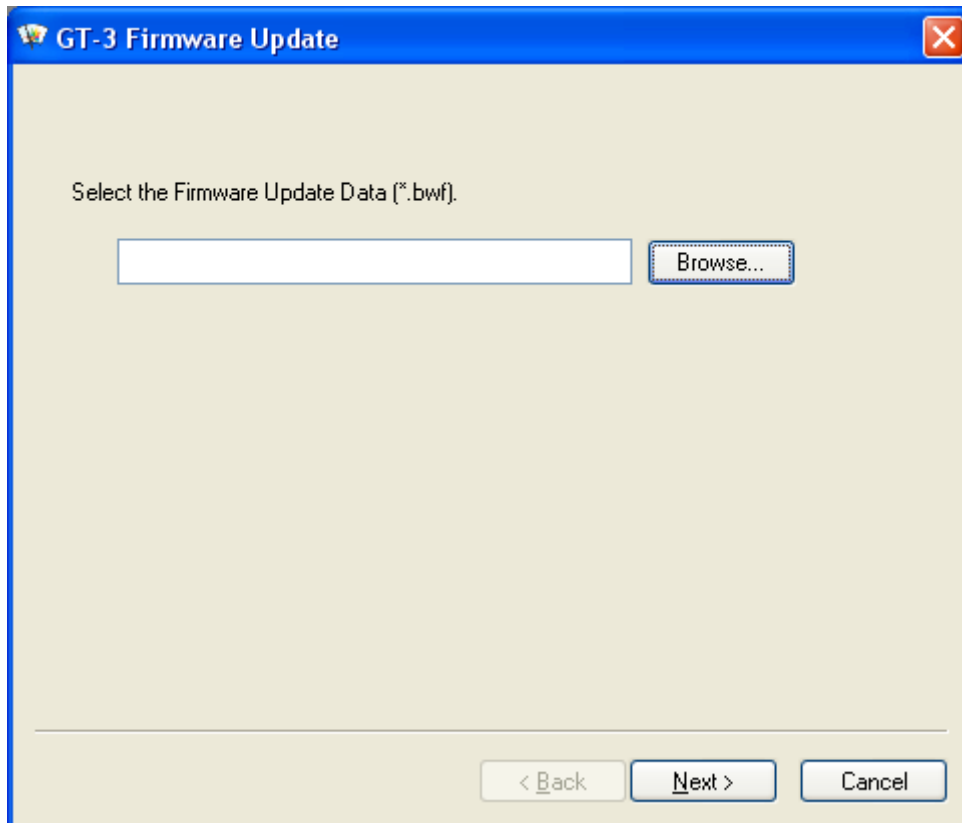 GT-3 Firmware Update
Select the Firmware Update Data (*.bwf).
Browse...
< Back
Next >
Cancel